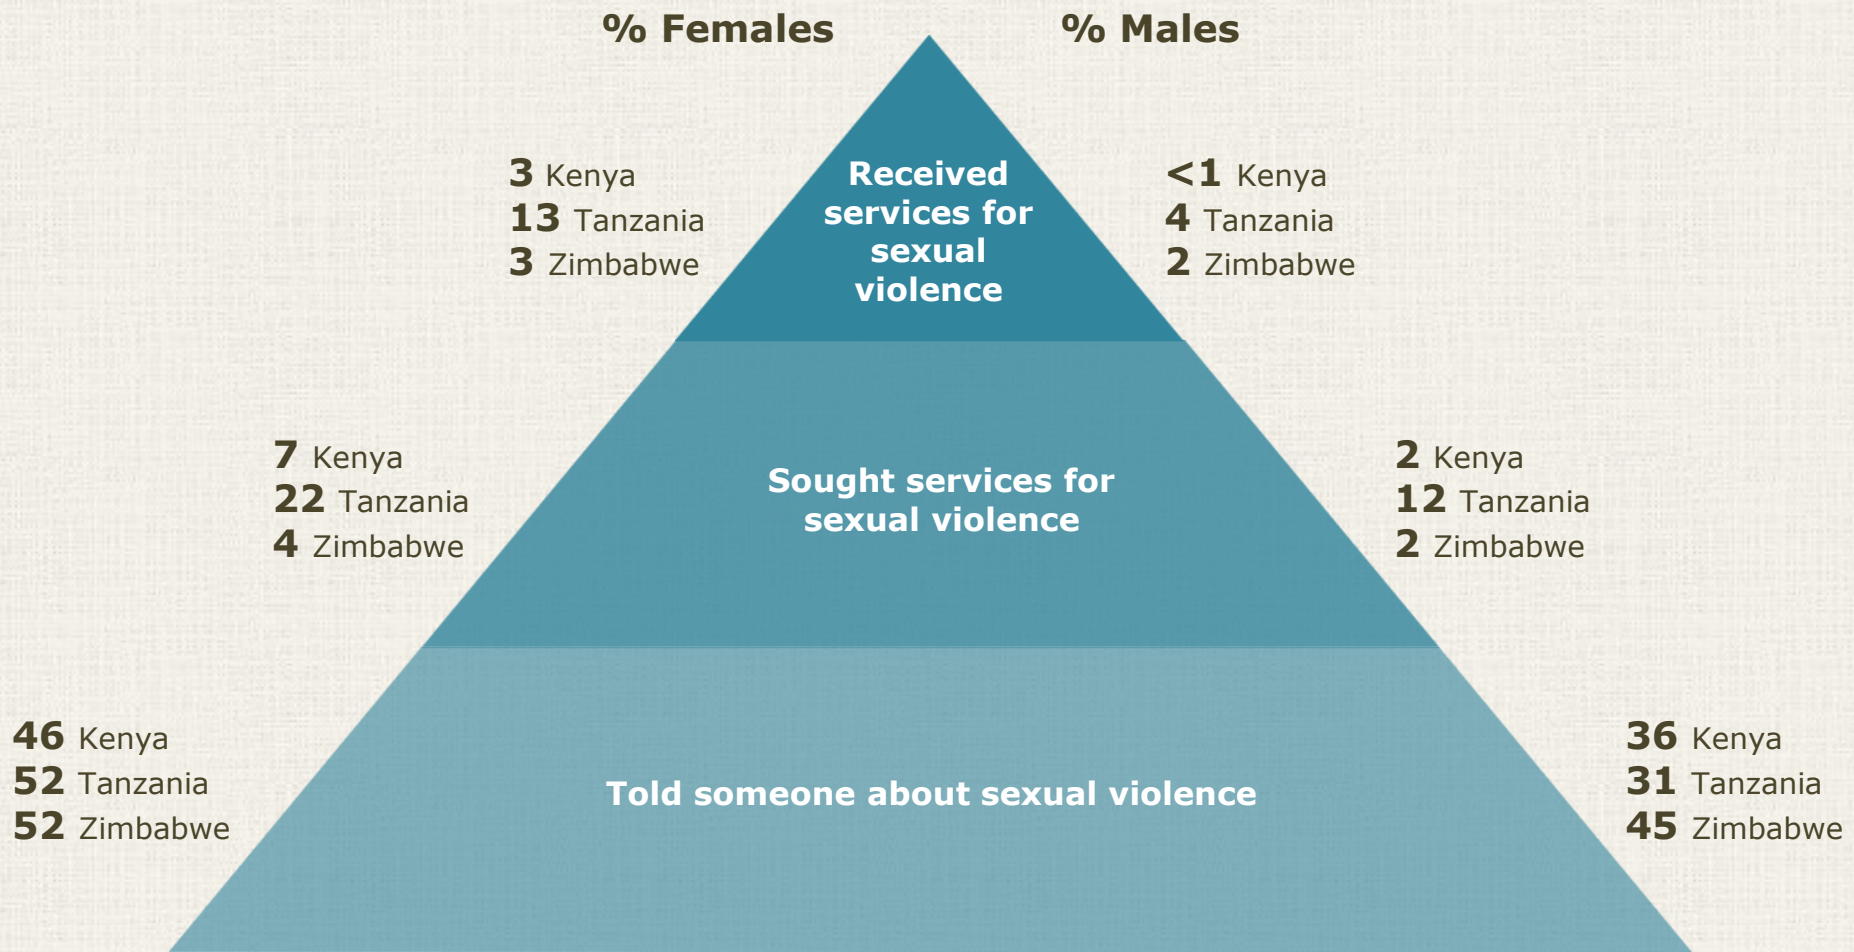 % Females
% Males
3 Kenya
13 Tanzania
3 Zimbabwe
Received
services for
sexual
violence
<1 Kenya
4 Tanzania
2 Zimbabwe
7 Kenya
22 Tanzania
4 Zimbabwe
Sought services for
sexual violence
2 Kenya
12 Tanzania
2 Zimbabwe
46 Kenya
52 Tanzania
52 Zimbabwe
Told someone about sexual violence
36 Kenya
31 Tanzania
45 Zimbabwe